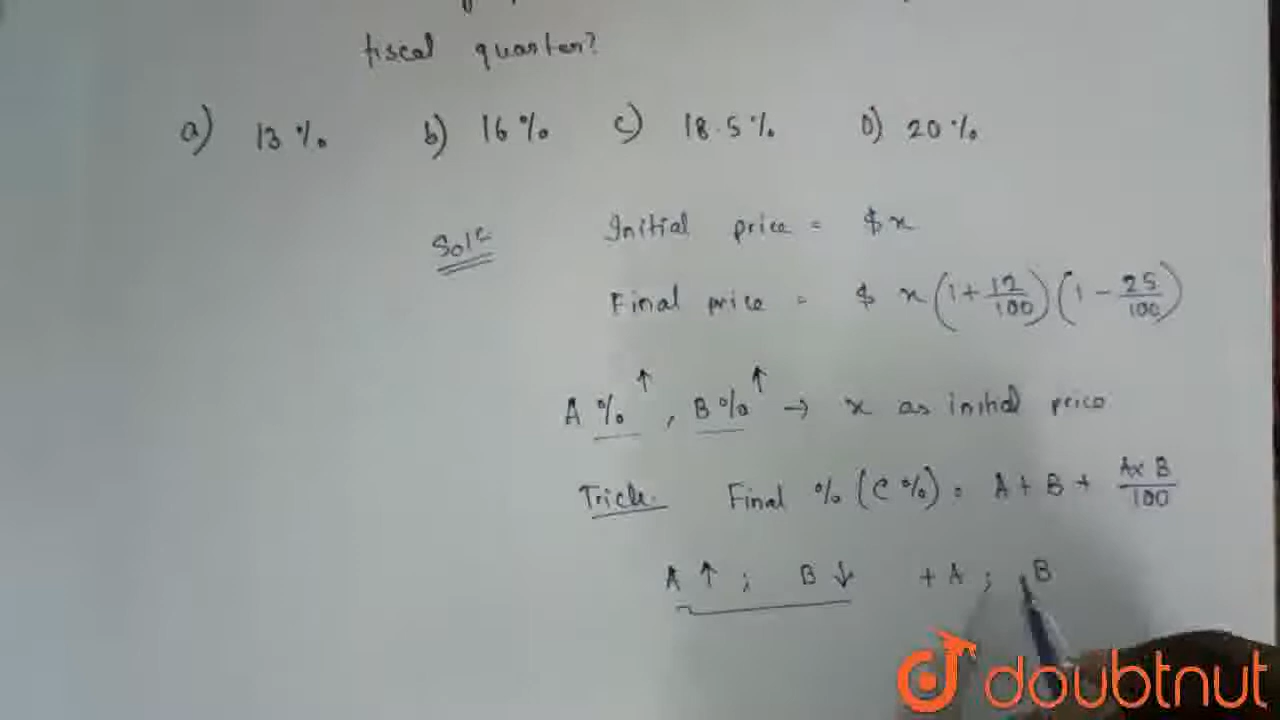 fiscal quarter?
a) 13 % b) 16 % c) 18.5 % D) 20 %
Solⁿ Initial price = $ x
Final price = $ x (1 + 12/100) (1 - 25/100)
A % ↑ , B % ↑ → x as initial price
Trick. Final % (C %) = A + B + A x B/100
A ↑ ; B ↓ + A ; B
doubtnut